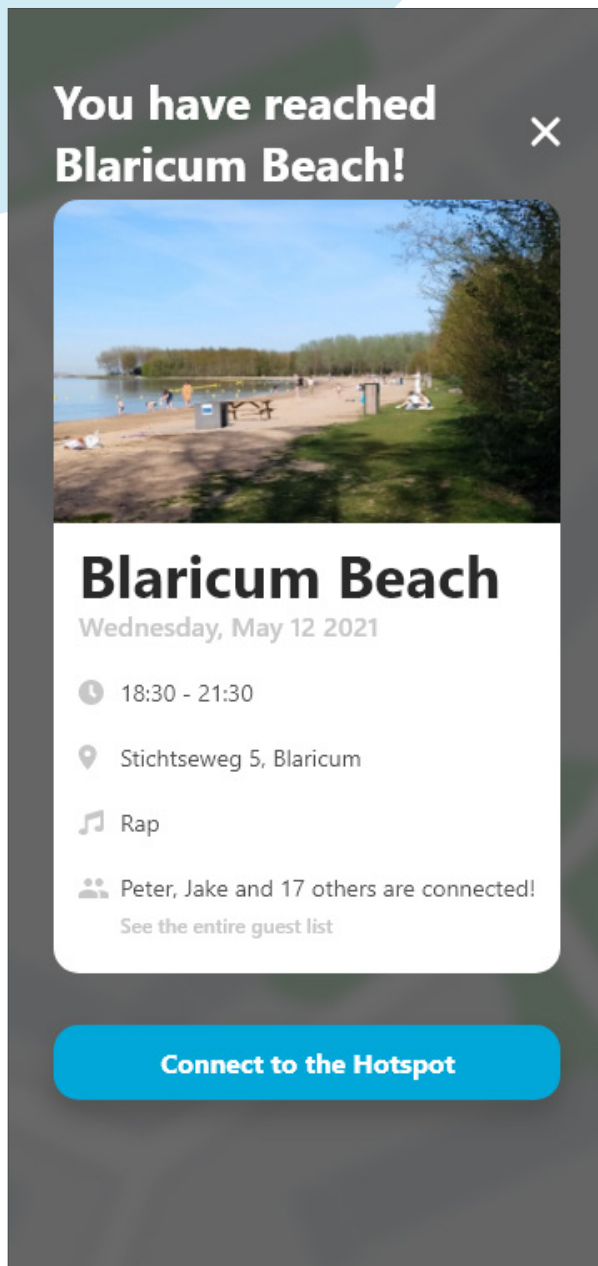 You have reached
Blaricum Beach!
Blaricum Beach
Wednesday, May 12 2021
18:30 - 21:30
Stichtseweg 5, Blaricum
Rap
Peter, Jake and 17 others are connected!
See the entire guest list
Connect to the Hotspot